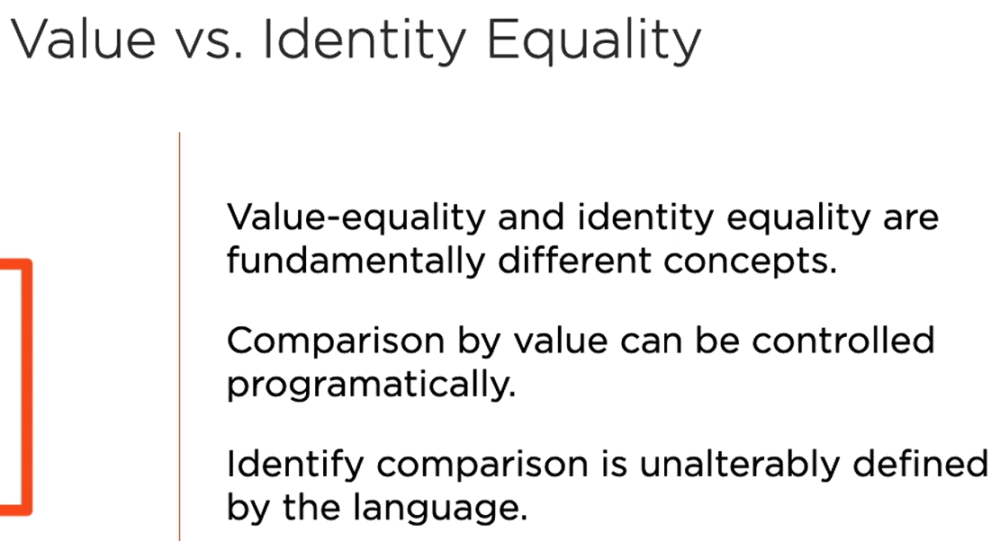 Value vs. Identity Equality
Value-equality and identity equality are
fundamentally different concepts.
Comparison by value can be controlled
programatically.
Identify comparison is unalterably defined
by the language.